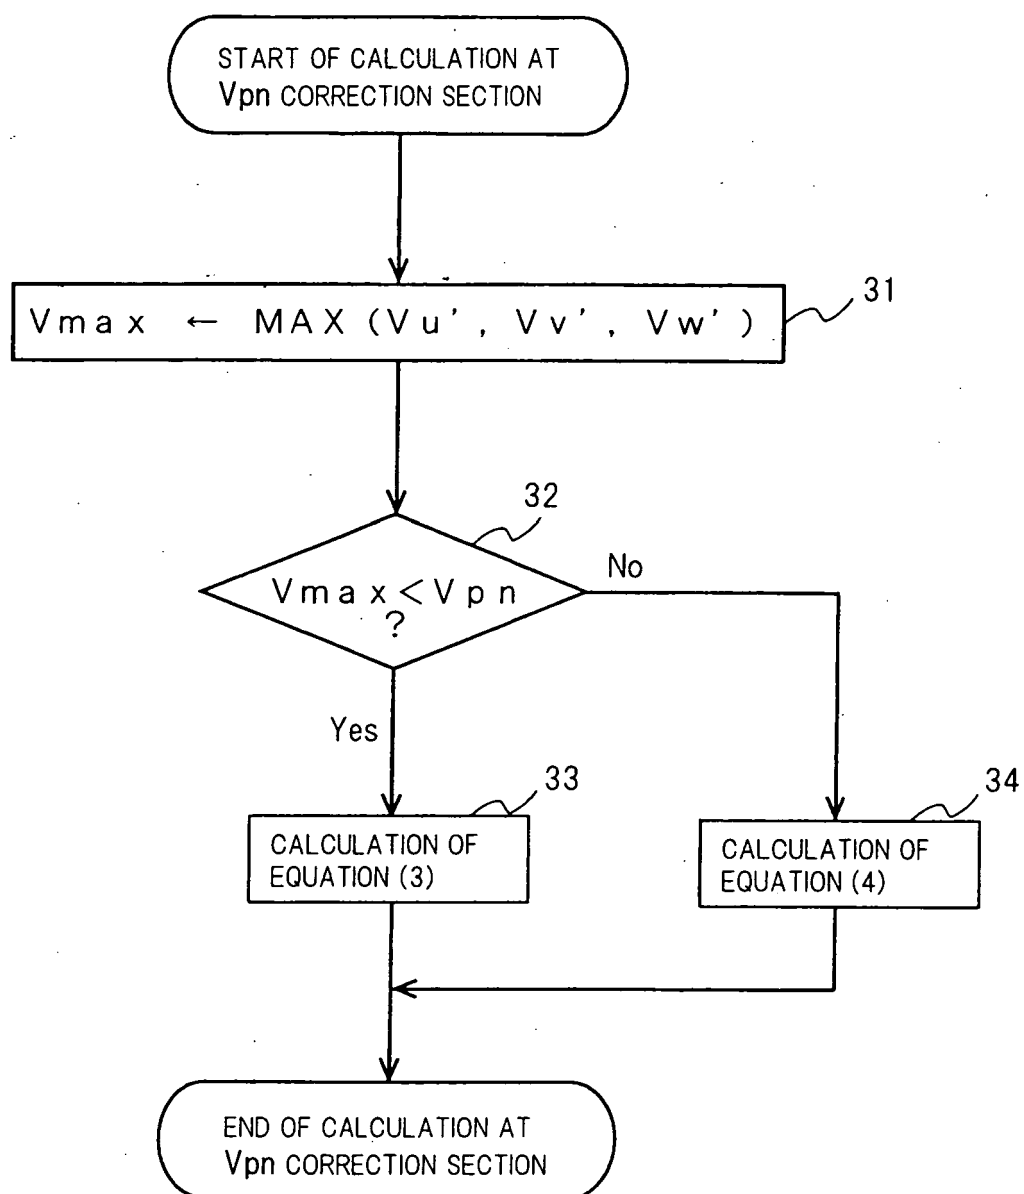 START OF CALCULATION AT
Vpn CORRECTION SECTION
Vmax ← MAX (Vu', Vv', Vw')
31
32
Vmax<Vpn
?
No
Yes
33
CALCULATION OF
EQUATION (3)
34
CALCULATION OF
EQUATION (4)
END OF CALCULATION AT
Vpn CORRECTION SECTION